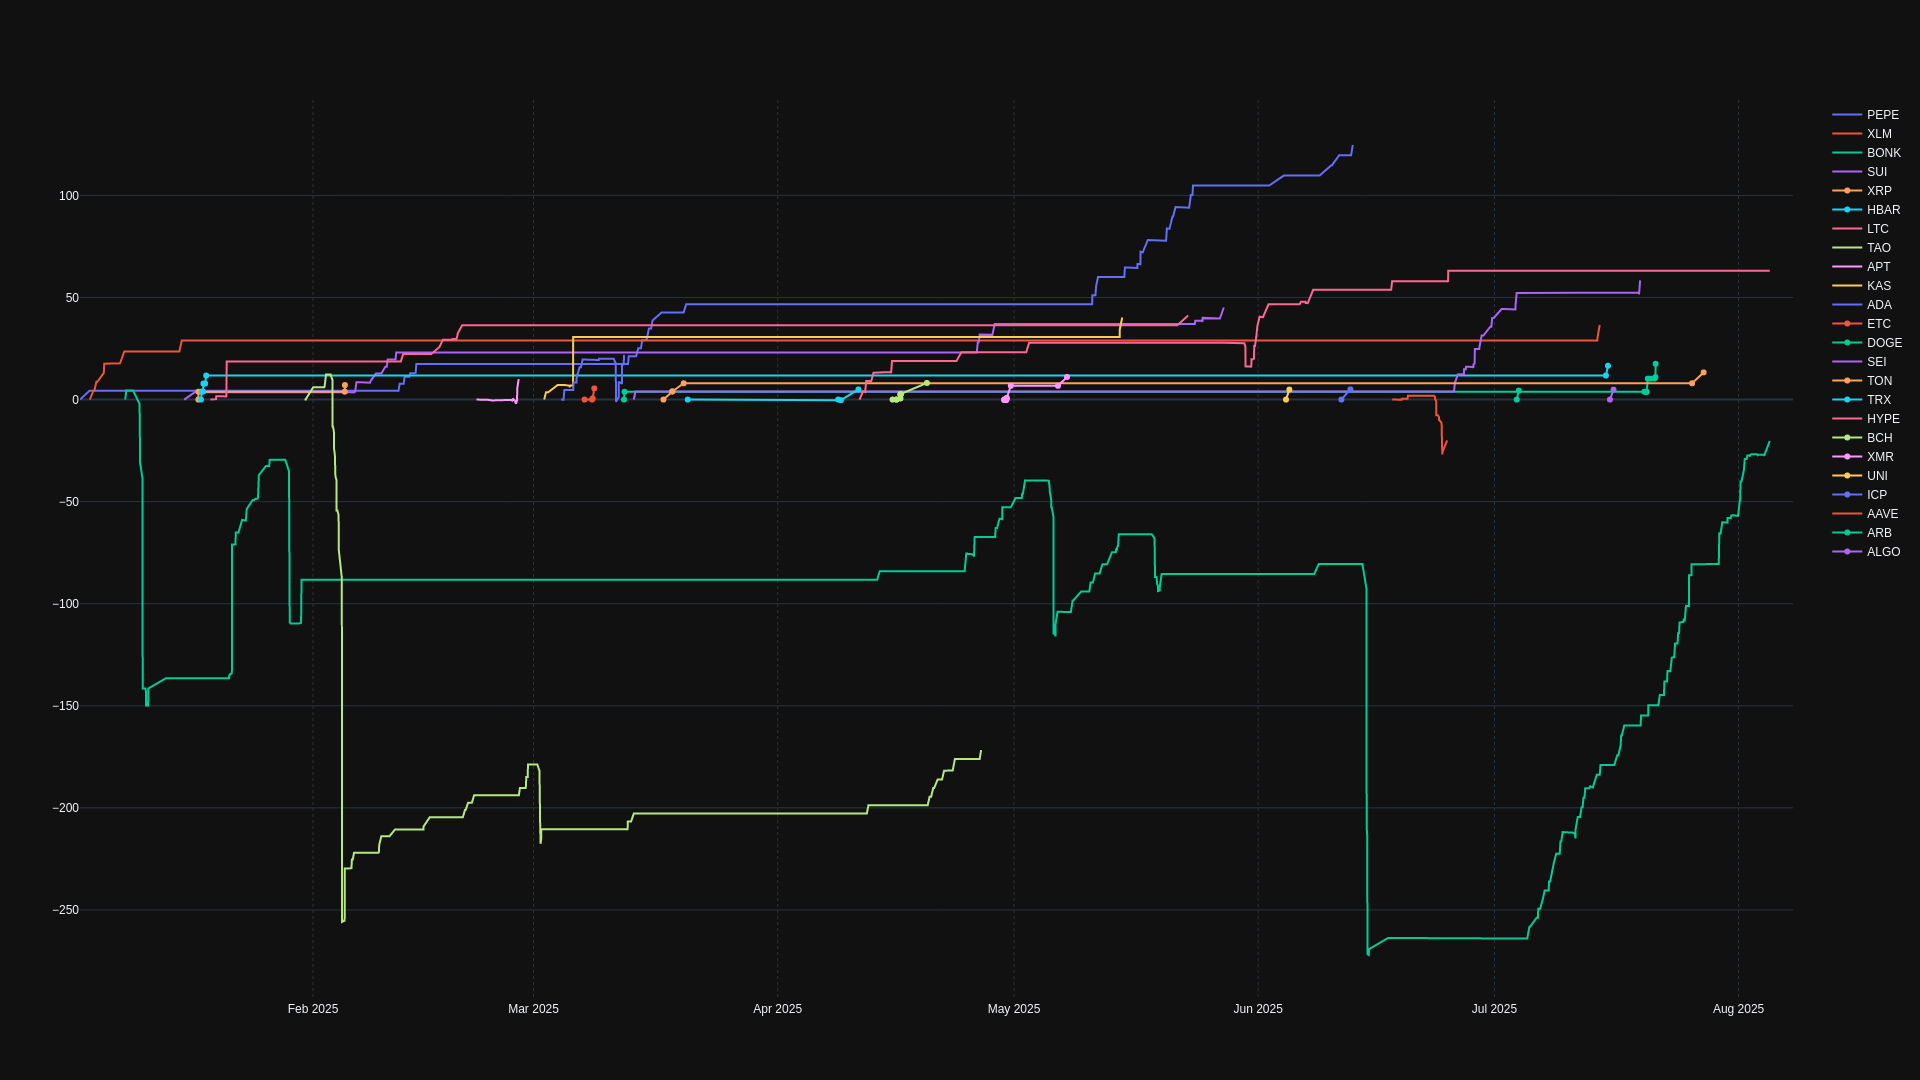 100
50
0
−50
−100
−150
−200
−250
Feb 2025
Mar 2025
Apr 2025
May 2025
Jun 2025
Jul 2025
Aug 2025
PEPE
XLM
BONK
SUI
XRP
HBAR
LTC
TAO
APT
KAS
ADA
ETC
DOGE
SEI
TON
TRX
HYPE
BCH
XMR
UNI
ICP
AAVE
ARB
ALGO